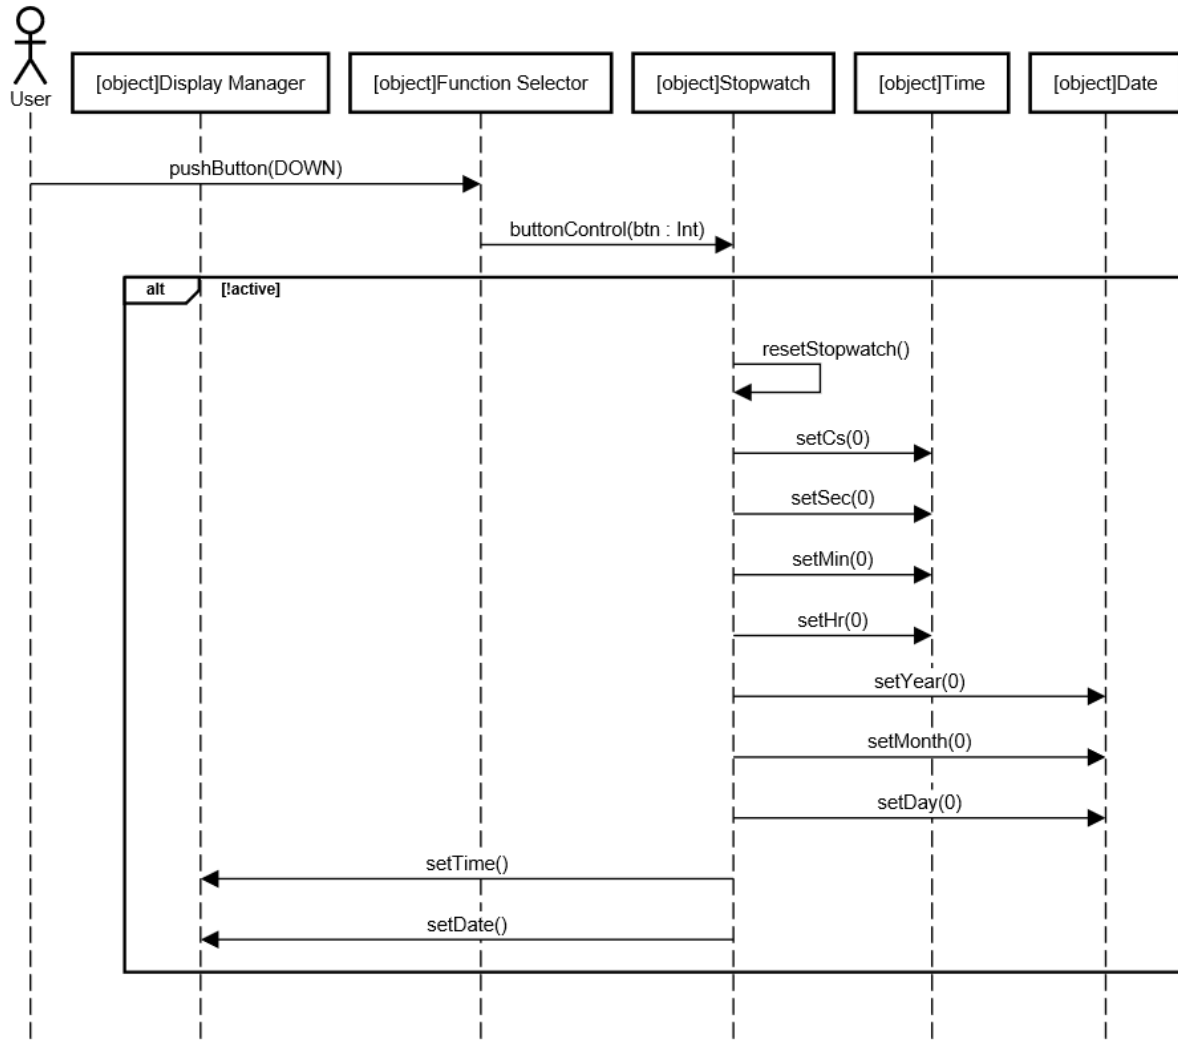 User
[object]Display Manager
[object]Function Selector
[object]Stopwatch
[object]Time
[object]Date
pushButton(DOWN)
buttonControl(btn : Int)
alt
[!active]
resetStopwatch()
setCs(0)
setSec(0)
setMin(0)
setHr(0)
setYear(0)
setMonth(0)
setDay(0)
setTime()
setDate()